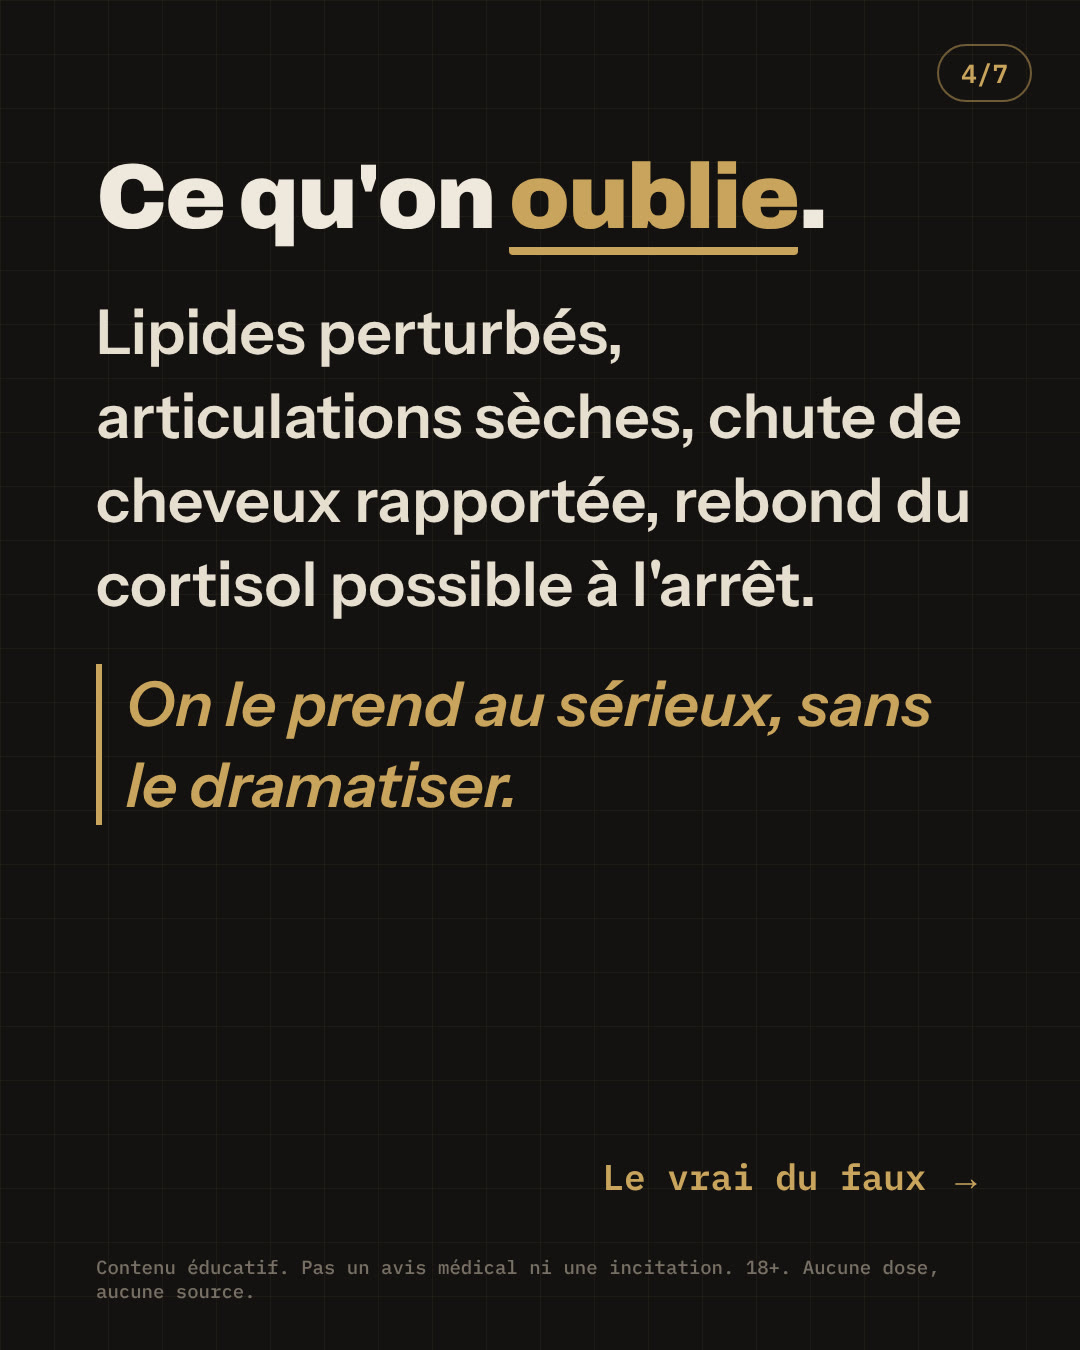 4/7
Ce qu'on oublie.
Lipides perturbés,
articulations sèches, chute de
cheveux rapportée, rebond du
cortisol possible à l'arrêt.
On le prend au sérieux, sans
le dramatiser.
Le vrai du faux →
Contenu éducatif. Pas un avis médical ni une incitation. 18+. Aucune dose,
aucune source.